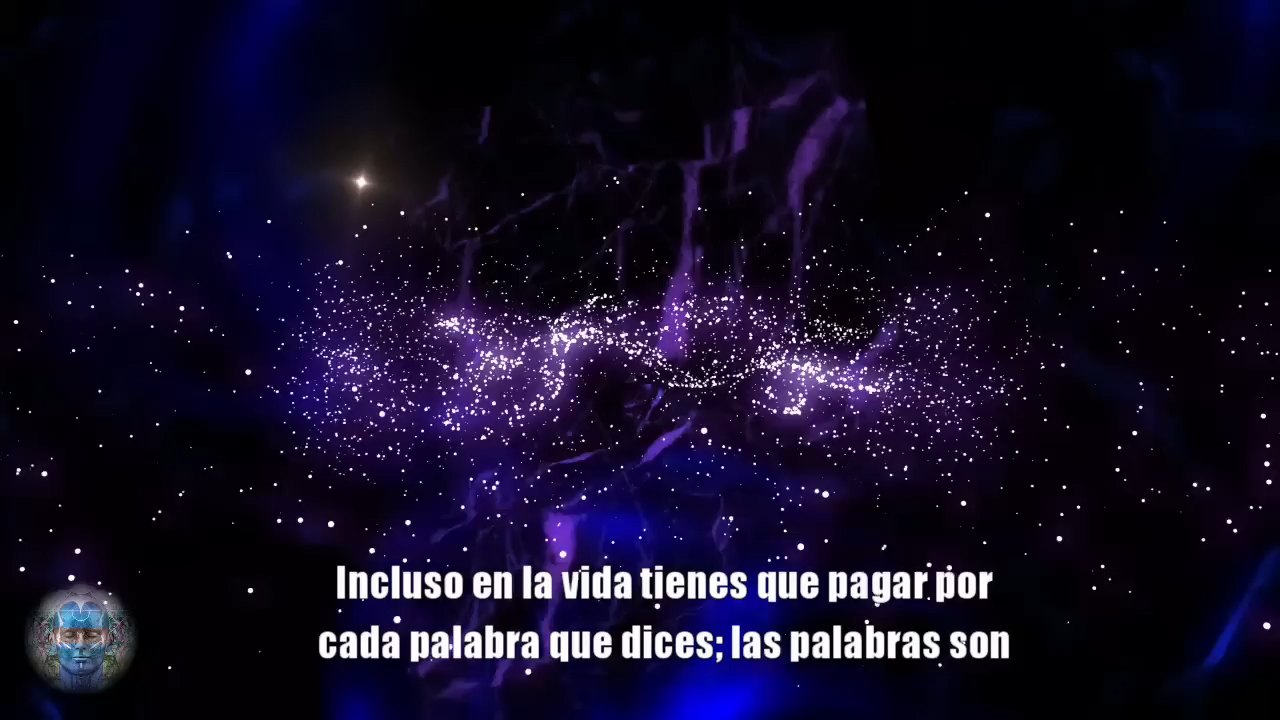 Incluso en la vida tienes que pagar por
cada palabra que dices; las palabras son